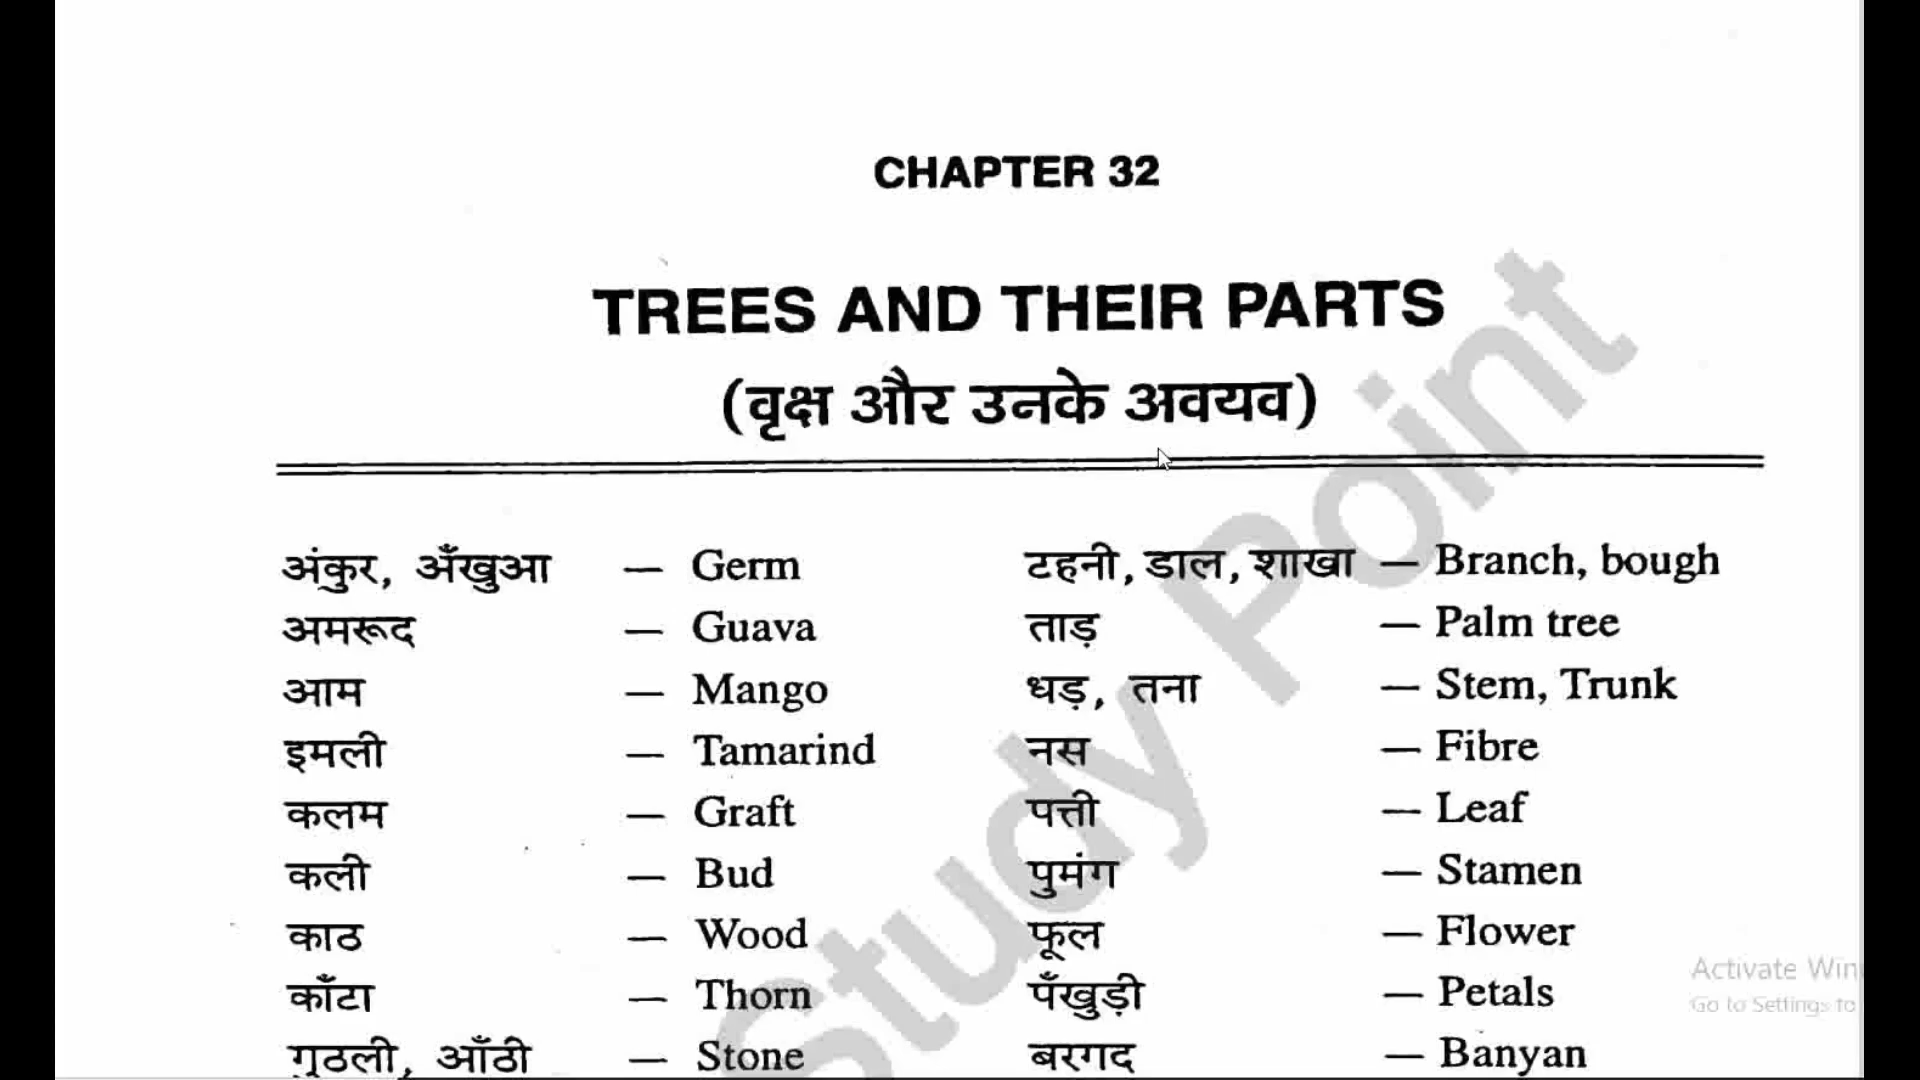 CHAPTER 32
TREES AND THEIR PARTS
(वृक्ष और उनके अवयव)
अंकुर, अँखुआ — Germ
अमरूद — Guava
आम — Mango
इमली — Tamarind
कलम — Graft
कली — Bud
काठ — Wood
काँटा — Thorn
गुठली, आँठी — Stone
टहनी, डाल, शाखा — Branch, bough
ताड़ — Palm tree
धड़, तना — Stem, Trunk
नस — Fibre
पत्ती — Leaf
पुमंग — Stamen
फूल — Flower
पँखुड़ी — Petals
बरगद — Banyan
Study Point
Activate Win
Go to Settings to